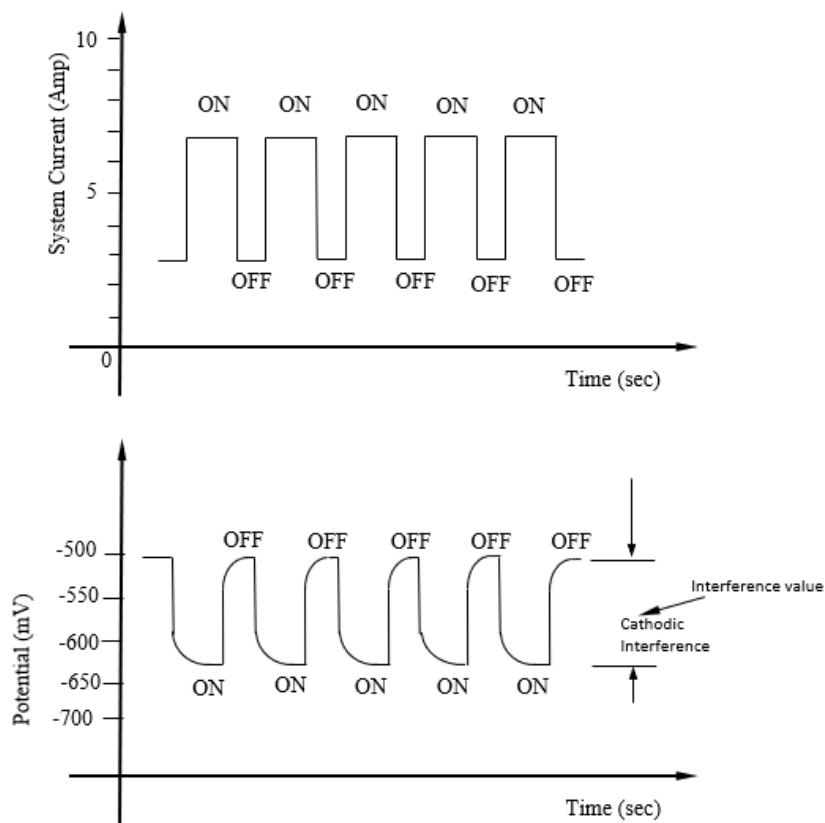 10
System Current (Amp)
ON ON ON ON ON
5
OFF OFF OFF OFF OFF
0
Time (sec)
OFF OFF OFF OFF OFF
-500
Interference value
-550
Potential (mV)
-600
Cathodic
Interference
-650
ON ON ON ON ON
-700
Time (sec)